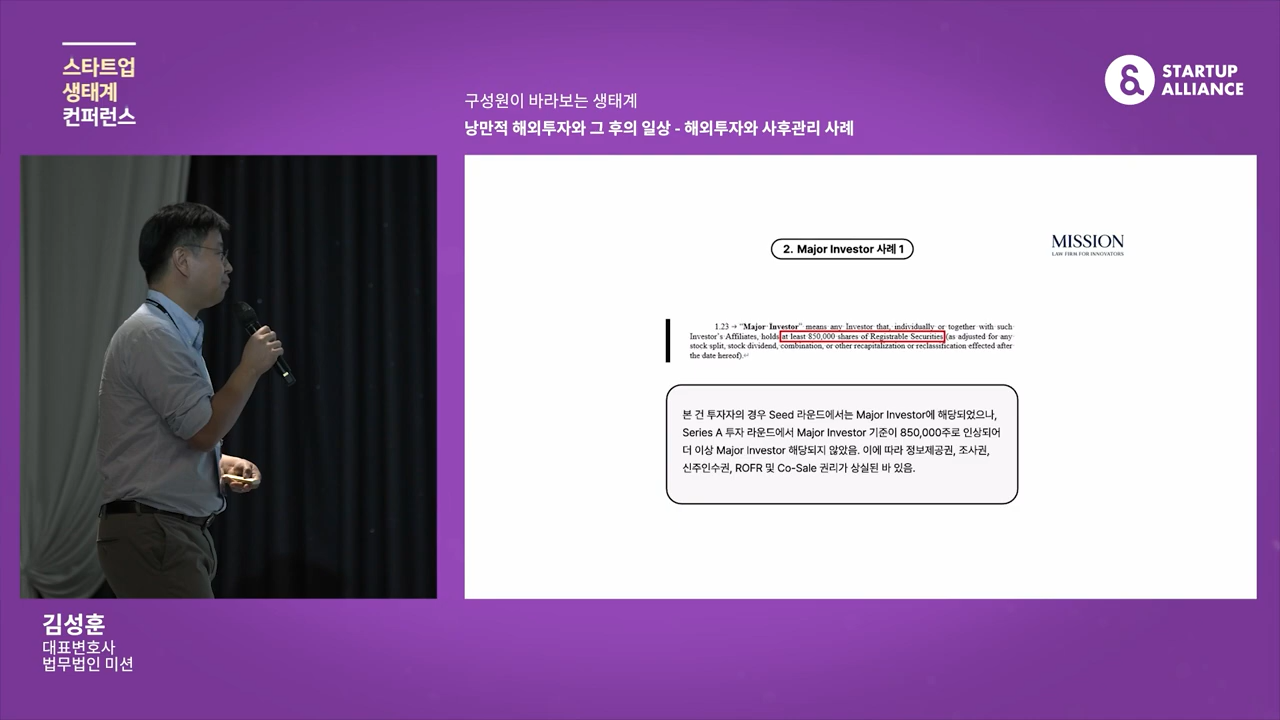 스타트업
생태계
컨퍼런스
STARTUP
ALLIANCE
구성원이 바라보는 생태계
낭만적 해외투자와 그 후의 일상 - 해외투자와 사후관리 사례
2. Major Investor 사례 1
MISSION
LAW FIRM FOR INNOVATORS
1.23 → "Major Investor" means any Investor that, individually or together with such
Investor's Affiliates, holds at least 850,000 shares of Registrable Securities (as adjusted for any
stock split, stock dividend, combination, or other recapitalization or reclassification effected after
the date hereof).↵
본 건 투자자의 경우 Seed 라운드에서는 Major Investor에 해당되었으나,
Series A 투자 라운드에서 Major Investor 기준이 850,000주로 인상되어
더 이상 Major Investor 해당되지 않았음. 이에 따라 정보제공권, 조사권,
신주인수권, ROFR 및 Co-Sale 권리가 상실된 바 있음.
김성훈
대표변호사
법무법인 미션